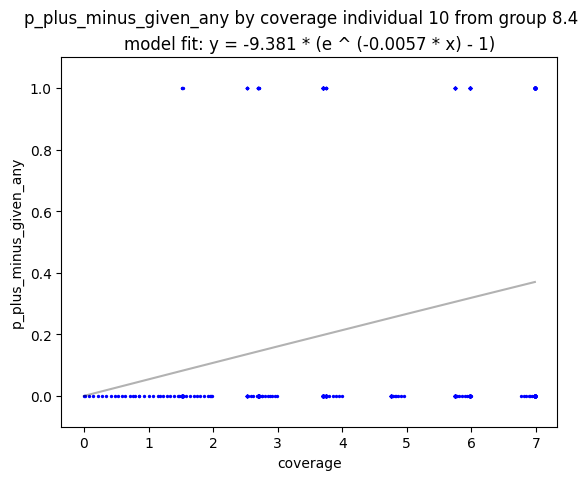 p_plus_minus_given_any by coverage individual 10 from group 8.4
model fit: y = -9.381 * (e ^ (-0.0057 * x) - 1)
1.0
0.8
0.6
0.4
0.2
0.0
p_plus_minus_given_any
0 1 2 3 4 5 6 7
coverage